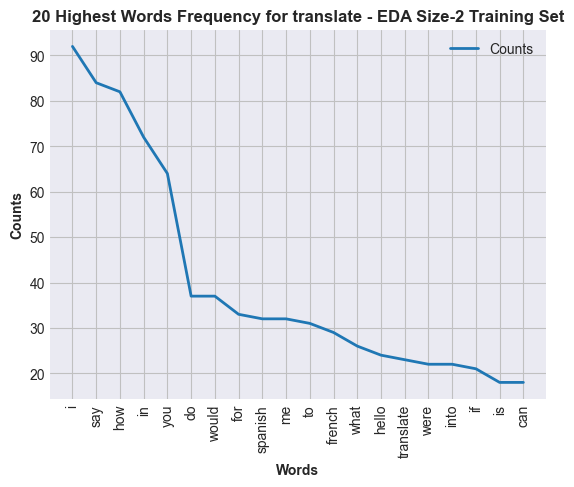 20 Highest Words Frequency for translate - EDA Size-2 Training Set
Counts
90
80
70
60
50
40
30
20
Counts
i
say
how
in
you
do
would
for
spanish
me
to
french
what
hello
translate
were
into
if
is
can
Words